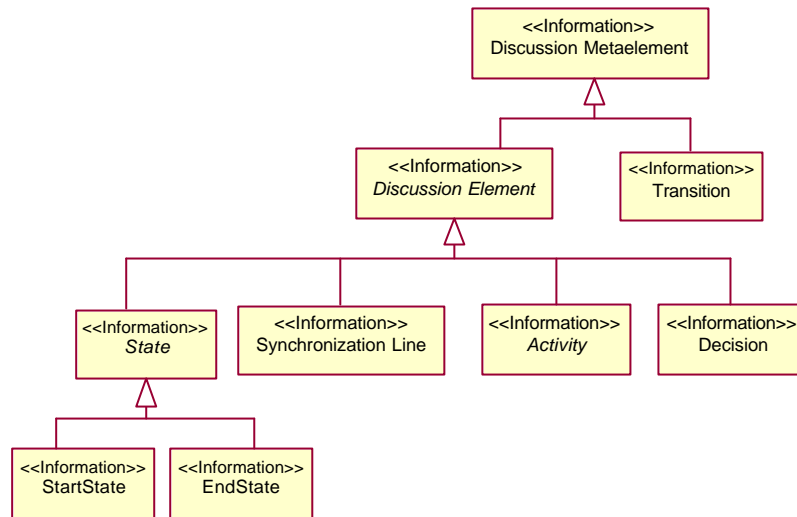 <<Information>>
Discussion Metaelement
<<Information>>
Discussion Element
<<Information>>
Transition
<<Information>>
State
<<Information>>
Synchronization Line
<<Information>>
Activity
<<Information>>
Decision
<<Information>>
StartState
<<Information>>
EndState